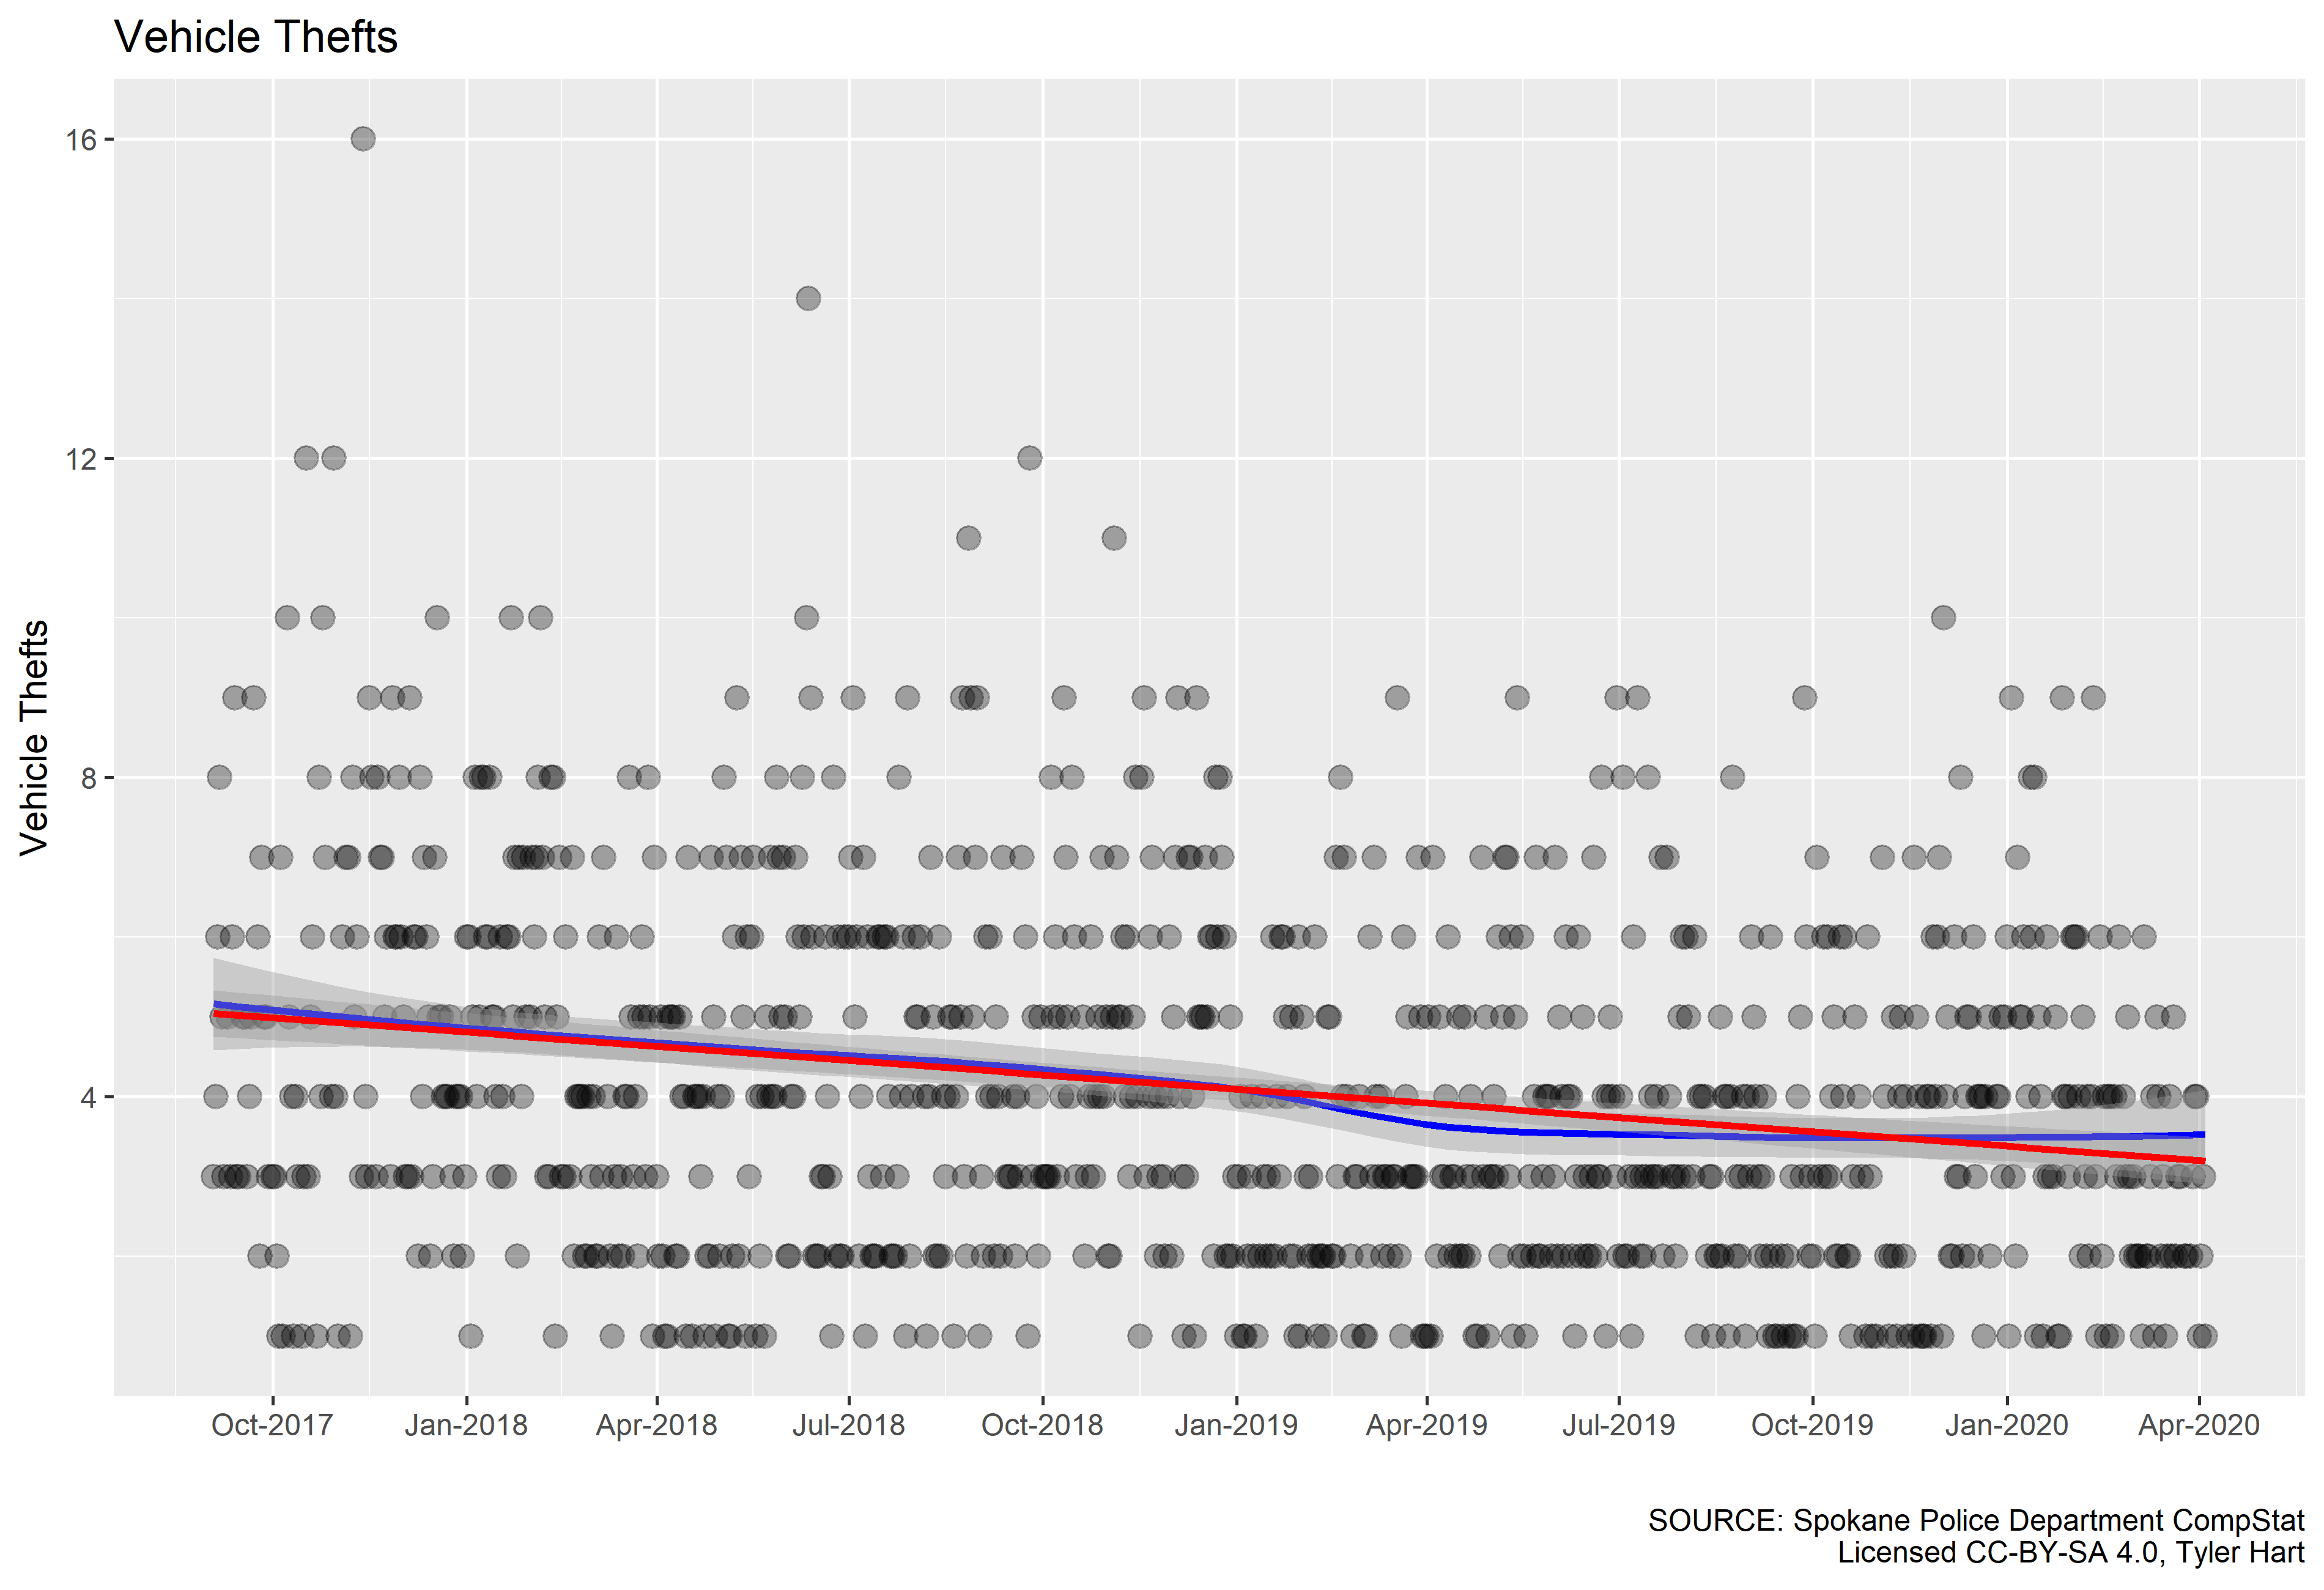 Vehicle Thefts
Vehicle Thefts
16
12
8
4
Oct-2017 Jan-2018 Apr-2018 Jul-2018 Oct-2018 Jan-2019 Apr-2019 Jul-2019 Oct-2019 Jan-2020 Apr-2020
SOURCE: Spokane Police Department CompStat
Licensed CC-BY-SA 4.0, Tyler Hart